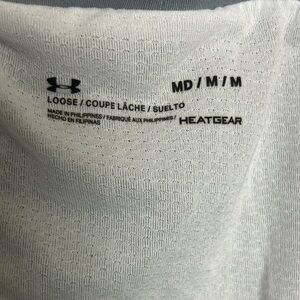 MD / M / M
LOOSE / COUPE LÂCHE / SUELTO
MADE IN PHILIPPINES / FABRIQUÉ AUX PHILIPPINES /
HECHO EN FILIPINAS
HEATGEAR